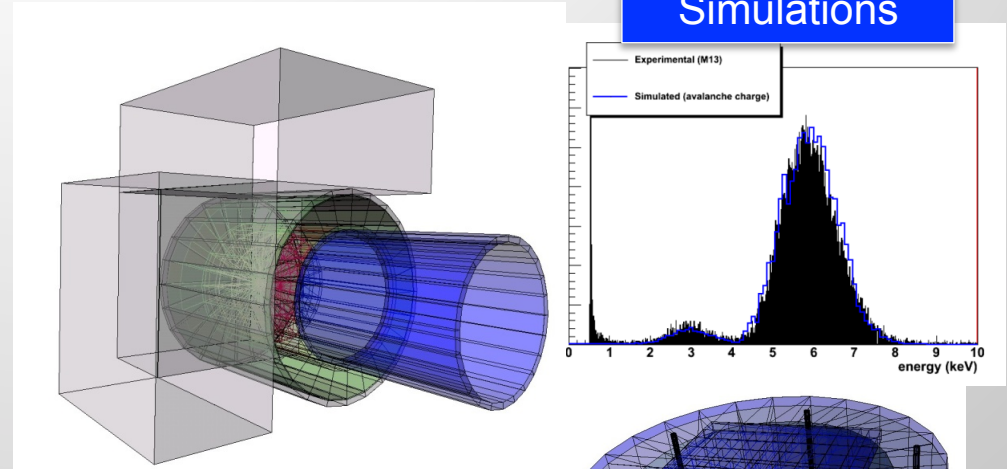 Simulations
Experimental (M13)
Simulated (avalanche charge)
0 1 2 3 4 5 6 7 8 9 10
energy (keV)